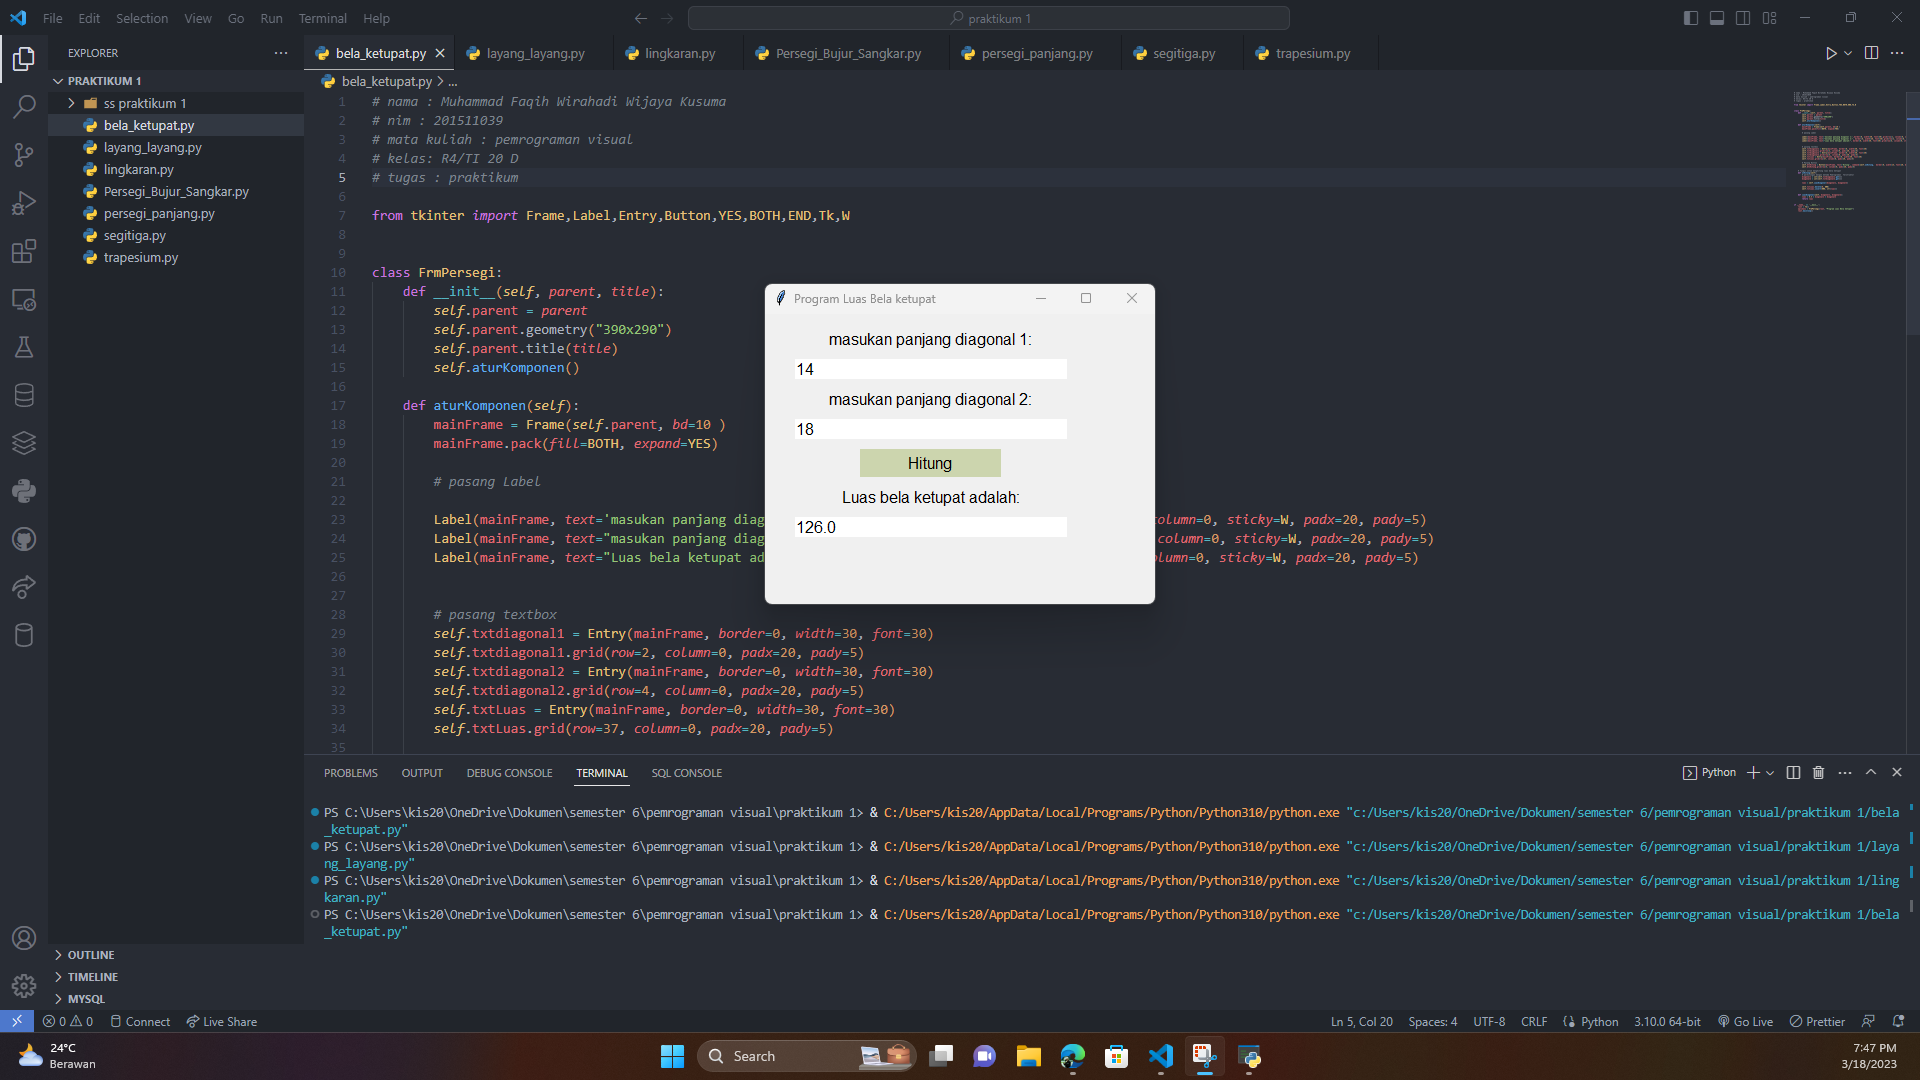 File Edit Selection View Go Run Terminal Help
praktikum 1
EXPLORER
PRAKTIKUM 1
ss praktikum 1
bela_ketupat.py
layang_layang.py
lingkaran.py
Persegi_Bujur_Sangkar.py
persegi_panjang.py
segitiga.py
trapesium.py
OUTLINE
TIMELINE
MYSQL
bela_ketupat.py layang_layang.py lingkaran.py Persegi_Bujur_Sangkar.py persegi_panjang.py segitiga.py trapesium.py
bela_ketupat.py > ...
1 # nama : Muhammad Faqih Wirahadi Wijaya Kusuma
2 # nim : 201511039
3 # mata kuliah : pemrograman visual
4 # kelas: R4/TI 20 D
5 # tugas : praktikum
6
7 from tkinter import Frame,Label,Entry,Button,YES,BOTH,END,Tk,W
8
9
10 class FrmPersegi:
11 def __init__(self, parent, title):
12 self.parent = parent
13 self.parent.geometry("390x290")
14 self.parent.title(title)
15 self.aturKomponen()
16
17 def aturKomponen(self):
18 mainFrame = Frame(self.parent, bd=10 )
19 mainFrame.pack(fill=BOTH, expand=YES)
20
21 # pasang Label
22
23 Label(mainFrame, text='masukan panjang diag column=0, sticky=W, padx=20, pady=5)
24 Label(mainFrame, text="masukan panjang diag column=0, sticky=W, padx=20, pady=5)
25 Label(mainFrame, text="Luas bela ketupat ad lumn=0, sticky=W, padx=20, pady=5)
26
27
28 # pasang textbox
29 self.txtdiagonal1 = Entry(mainFrame, border=0, width=30, font=30)
30 self.txtdiagonal1.grid(row=2, column=0, padx=20, pady=5)
31 self.txtdiagonal2 = Entry(mainFrame, border=0, width=30, font=30)
32 self.txtdiagonal2.grid(row=4, column=0, padx=20, pady=5)
33 self.txtLuas = Entry(mainFrame, border=0, width=30, font=30)
34 self.txtLuas.grid(row=37, column=0, padx=20, pady=5)
35
Program Luas Bela ketupat
masukan panjang diagonal 1:
14
masukan panjang diagonal 2:
18
Hitung
Luas bela ketupat adalah:
126.0
PROBLEMS OUTPUT DEBUG CONSOLE TERMINAL SQL CONSOLE
Python
PS C:\Users\kis20\OneDrive\Dokumen\semester 6\pemrograman visual\praktikum 1> & C:/Users/kis20/AppData/Local/Programs/Python/Python310/python.exe "c:/Users/kis20/OneDrive/Dokumen/semester 6/pemrograman visual/praktikum 1/bela
_ketupat.py"
PS C:\Users\kis20\OneDrive\Dokumen\semester 6\pemrograman visual\praktikum 1> & C:/Users/kis20/AppData/Local/Programs/Python/Python310/python.exe "c:/Users/kis20/OneDrive/Dokumen/semester 6/pemrograman visual/praktikum 1/laya
ng_layang.py"
PS C:\Users\kis20\OneDrive\Dokumen\semester 6\pemrograman visual\praktikum 1> & C:/Users/kis20/AppData/Local/Programs/Python/Python310/python.exe "c:/Users/kis20/OneDrive/Dokumen/semester 6/pemrograman visual/praktikum 1/ling
karan.py"
PS C:\Users\kis20\OneDrive\Dokumen\semester 6\pemrograman visual\praktikum 1> & C:/Users/kis20/AppData/Local/Programs/Python/Python310/python.exe "c:/Users/kis20/OneDrive/Dokumen/semester 6/pemrograman visual/praktikum 1/bela
_ketupat.py"
0 0 Connect Live Share
Ln 5, Col 20 Spaces: 4 UTF-8 CRLF Python 3.10.0 64-bit Go Live Prettier
24°C
Berawan
Search
7:47 PM
3/18/2023